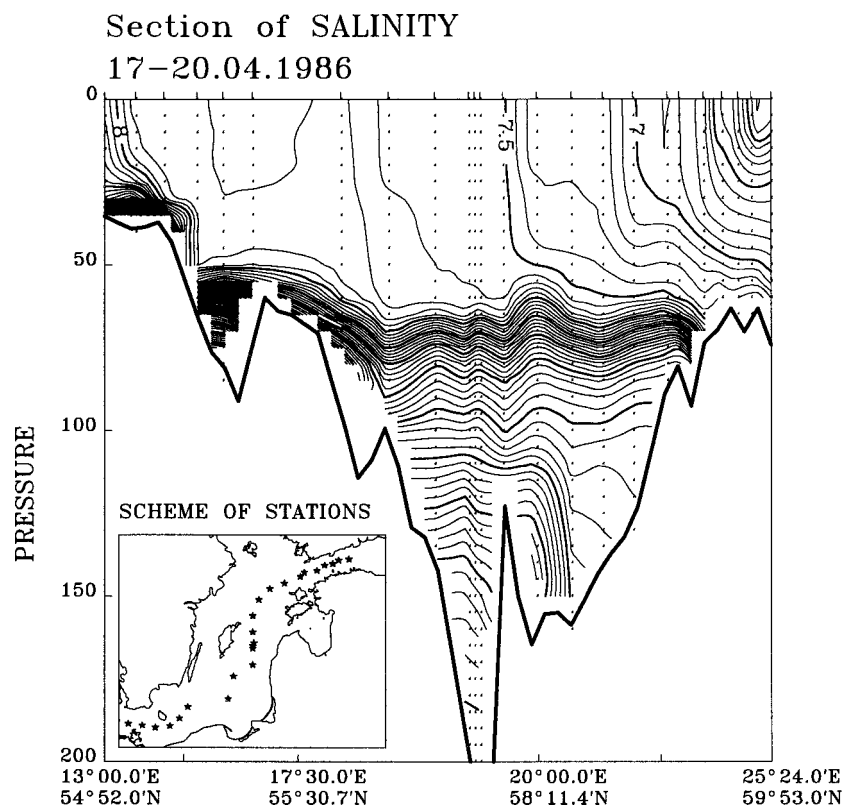 Section of SALINITY
17-20.04.1986
0
50
100
150
200
PRESSURE
8
7.5
7
SCHEME OF STATIONS
13°00.0'E 17°30.0'E 20°00.0'E 25°24.0'E
54°52.0'N 55°30.7'N 58°11.4'N 59°53.0'N